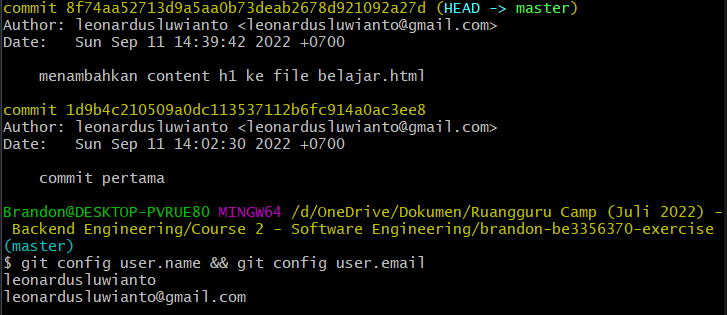 commit 8f74aa52713d9a5aa0b73deab2678d921092a27d (HEAD -> master)
Author: leonardusluwianto <leonardusluwianto@gmail.com>
Date:   Sun Sep 11 14:39:42 2022 +0700
    menambahkan content h1 ke file belajar.html
commit 1d9b4c210509a0dc113537112b6fc914a0ac3ee8
Author: leonardusluwianto <leonardusluwianto@gmail.com>
Date:   Sun Sep 11 14:02:30 2022 +0700
    commit pertama
Brandon@DESKTOP-PVRUE80 MINGW64 /d/OneDrive/Dokumen/Ruangguru Camp (Juli 2022) -
 Backend Engineering/Course 2 - Software Engineering/brandon-be3356370-exercise
(master)
$ git config user.name && git config user.email
leonardusluwianto
leonardusluwianto@gmail.com